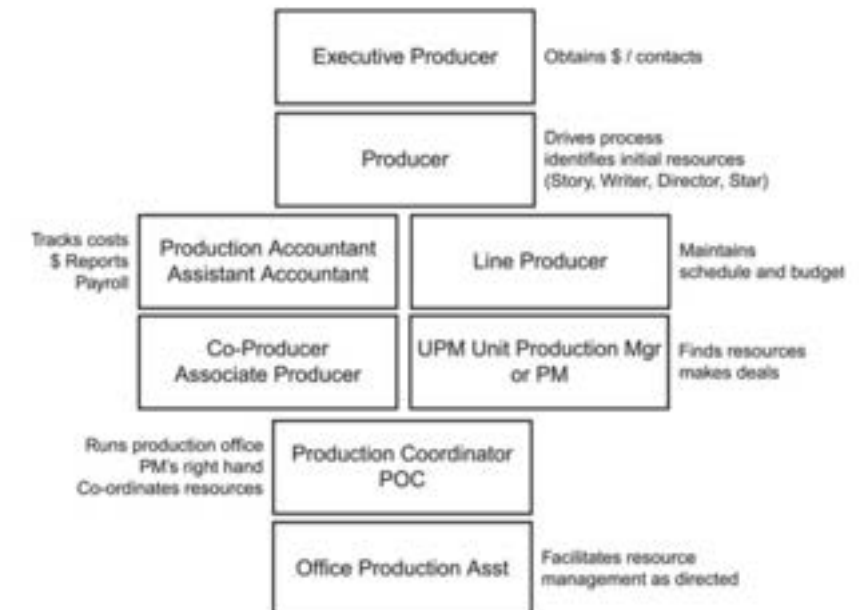 Executive Producer
Obtains $ / contacts
Producer
Drives process
identifies initial resources
(Story, Writer, Director, Star)
Tracks costs
$ Reports
Payroll
Production Accountant
Assistant Accountant
Line Producer
Maintains
schedule and budget
Co-Producer
Associate Producer
UPM Unit Production Mgr
or PM
Finds resources
makes deals
Runs production office
PM's right hand
Co-ordinates resources
Production Coordinator
POC
Office Production Asst
Facilitates resource
management as directed